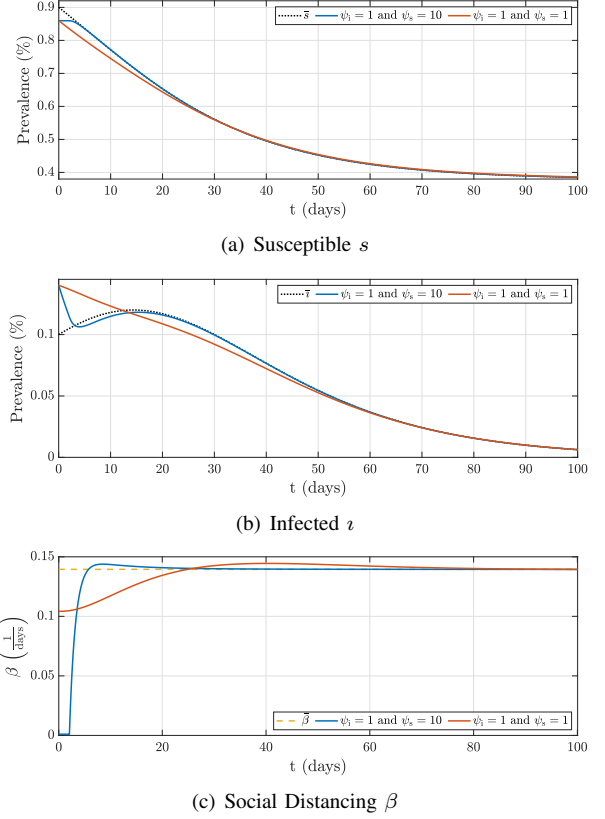 0.9
0.8
0.7
0.6
0.5
0.4
Prevalence (%)
s̅ ψᵢ = 1 and ψₛ = 10 ψᵢ = 1 and ψₛ = 1
0 10 20 30 40 50 60 70 80 90 100
t (days)
(a) Susceptible s
0.1
0.05
0
Prevalence (%)
ı̅ ψᵢ = 1 and ψₛ = 10 ψᵢ = 1 and ψₛ = 1
0 10 20 30 40 50 60 70 80 90 100
t (days)
(b) Infected ı
0.15
0.1
0.05
0
β (1/days)
β̅ ψᵢ = 1 and ψₛ = 10 ψᵢ = 1 and ψₛ = 1
0 20 40 60 80 100
t (days)
(c) Social Distancing β